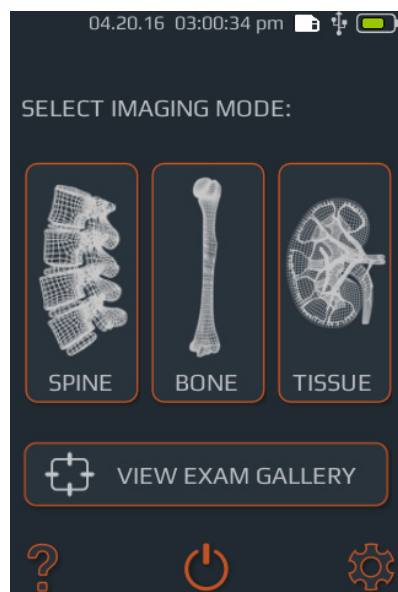 04.20.16 03:00:34 pm
SELECT IMAGING MODE:
SPINE BONE TISSUE
VIEW EXAM GALLERY
?